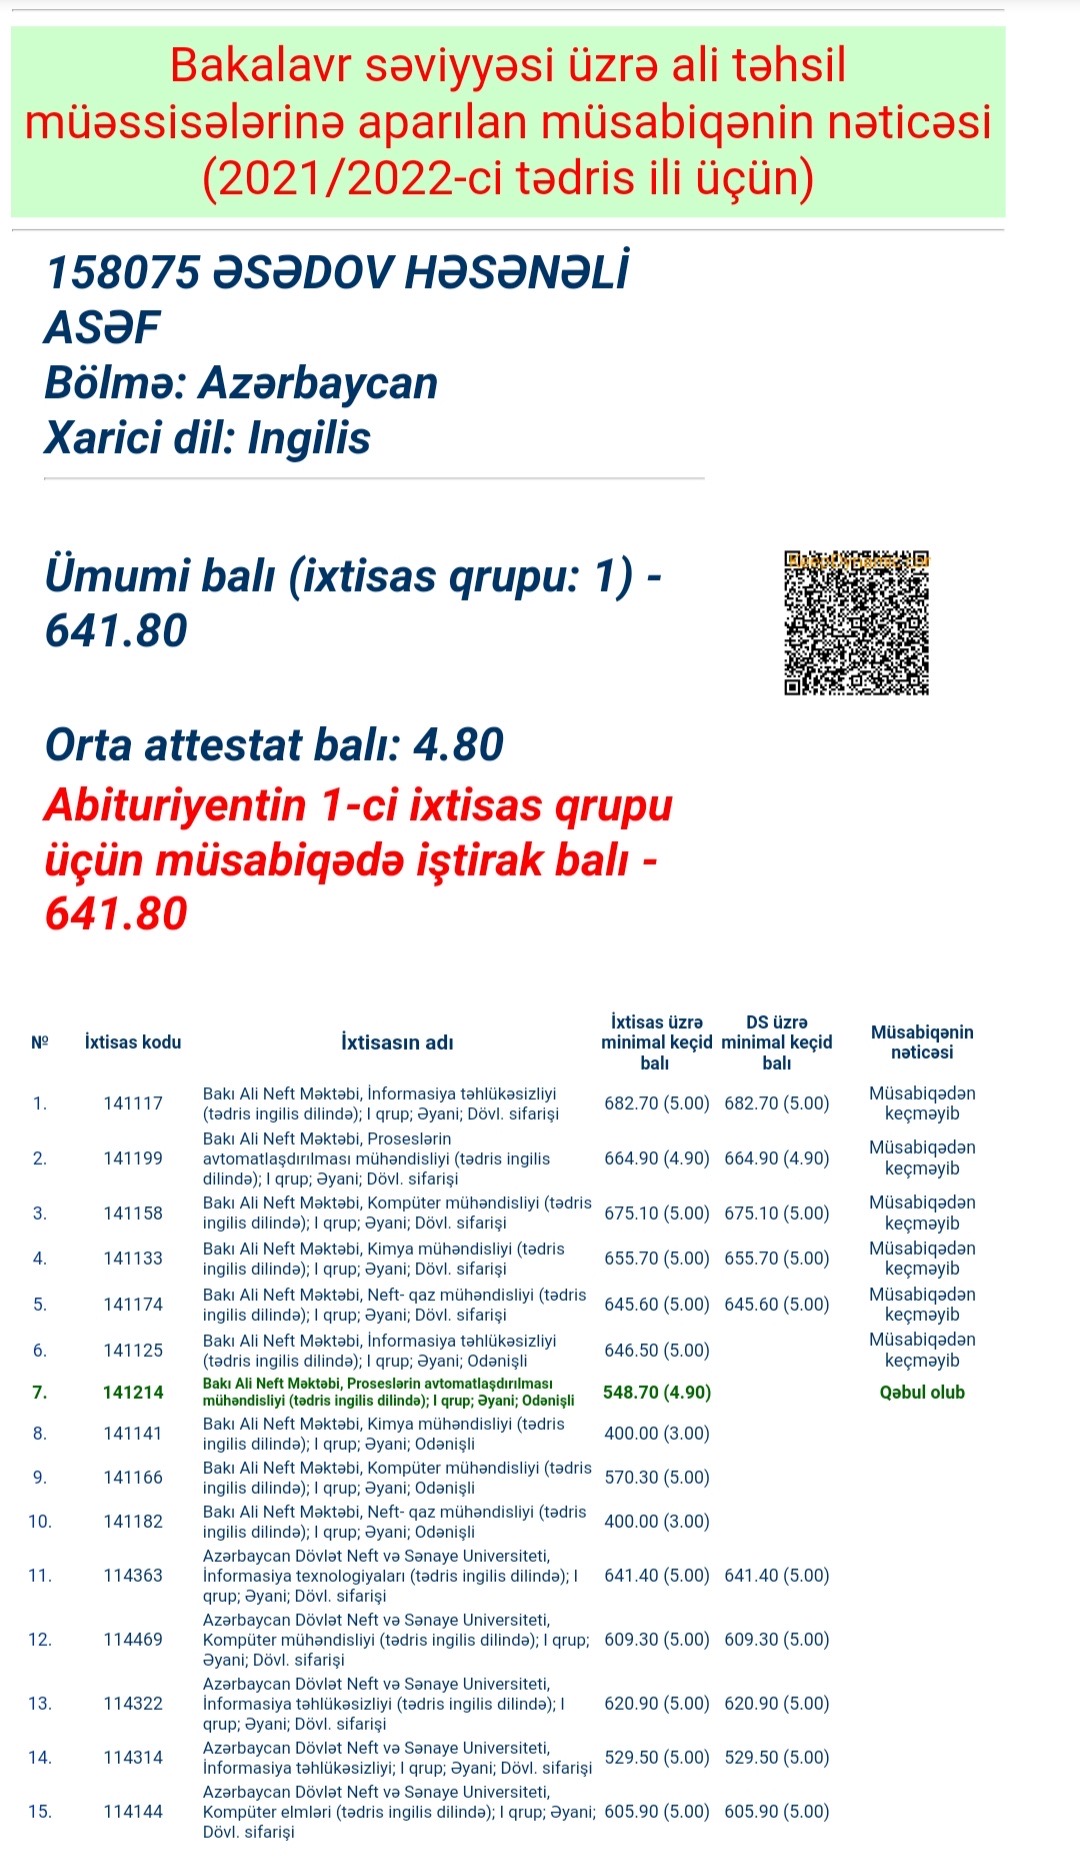 Bakalavr səviyyəsi üzrə ali təhsil
müəssisələrinə aparılan müsabiqənin nəticəsi
(2021/2022-ci tədris ili üçün)
158075 ƏSƏDOV HƏSƏNƏLİ
ASƏF
Bölmə: Azərbaycan
Xarici dil: Ingilis
Ümumi balı (ixtisas qrupu: 1) -
641.80
Orta attestat balı: 4.80
Abituriyentin 1-ci ixtisas qrupu
üçün müsabiqədə iştirak balı -
641.80
№ İxtisas kodu İxtisasın adı İxtisas üzrə minimal keçid balı DS üzrə minimal keçid balı Müsabiqənin nəticəsi
1. 141117 Bakı Ali Neft Məktəbi, İnformasiya təhlükəsizliyi
(tədris ingilis dilində); I qrup; Əyani; Dövl. sifarişi 682.70 (5.00) 682.70 (5.00) Müsabiqədən keçməyib
2. 141199 Bakı Ali Neft Məktəbi, Proseslərin
avtomatlaşdırılması mühəndisliyi (tədris ingilis
dilində); I qrup; Əyani; Dövl. sifarişi 664.90 (4.90) 664.90 (4.90) Müsabiqədən keçməyib
3. 141158 Bakı Ali Neft Məktəbi, Kompüter mühəndisliyi (tədris
ingilis dilində); I qrup; Əyani; Dövl. sifarişi 675.10 (5.00) 675.10 (5.00) Müsabiqədən keçməyib
4. 141133 Bakı Ali Neft Məktəbi, Kimya mühəndisliyi (tədris
ingilis dilində); I qrup; Əyani; Dövl. sifarişi 655.70 (5.00) 655.70 (5.00) Müsabiqədən keçməyib
5. 141174 Bakı Ali Neft Məktəbi, Neft- qaz mühəndisliyi (tədris
ingilis dilində); I qrup; Əyani; Dövl. sifarişi 645.60 (5.00) 645.60 (5.00) Müsabiqədən keçməyib
6. 141125 Bakı Ali Neft Məktəbi, İnformasiya təhlükəsizliyi
(tədris ingilis dilində); I qrup; Əyani; Odənişli 646.50 (5.00) Müsabiqədən keçməyib
7. 141214 Bakı Ali Neft Məktəbi, Proseslərin avtomatlaşdırılması
mühəndisliyi (tədris ingilis dilində); I qrup; Əyani; Odənişli 548.70 (4.90) Qəbul olub
8. 141141 Bakı Ali Neft Məktəbi, Kimya mühəndisliyi (tədris
ingilis dilində); I qrup; Əyani; Odənişli 400.00 (3.00)
9. 141166 Bakı Ali Neft Məktəbi, Kompüter mühəndisliyi (tədris
ingilis dilində); I qrup; Əyani; Odənişli 570.30 (5.00)
10. 141182 Bakı Ali Neft Məktəbi, Neft- qaz mühəndisliyi (tədris
ingilis dilində); I qrup; Əyani; Odənişli 400.00 (3.00)
11. 114363 Azərbaycan Dövlət Neft və Sənaye Universiteti,
İnformasiya texnologiyaları (tədris ingilis dilində); I
qrup; Əyani; Dövl. sifarişi 641.40 (5.00) 641.40 (5.00)
12. 114469 Azərbaycan Dövlət Neft və Sənaye Universiteti,
Kompüter mühəndisliyi (tədris ingilis dilində); I qrup;
Əyani; Dövl. sifarişi 609.30 (5.00) 609.30 (5.00)
13. 114322 Azərbaycan Dövlət Neft və Sənaye Universiteti,
İnformasiya təhlükəsizliyi (tədris ingilis dilində); I
qrup; Əyani; Dövl. sifarişi 620.90 (5.00) 620.90 (5.00)
14. 114314 Azərbaycan Dövlət Neft və Sənaye Universiteti,
İnformasiya təhlükəsizliyi; I qrup; Əyani; Dövl. sifarişi 529.50 (5.00) 529.50 (5.00)
15. 114144 Azərbaycan Dövlət Neft və Sənaye Universiteti,
Kompüter elmləri (tədris ingilis dilində); I qrup; Əyani;
Dövl. sifarişi 605.90 (5.00) 605.90 (5.00)